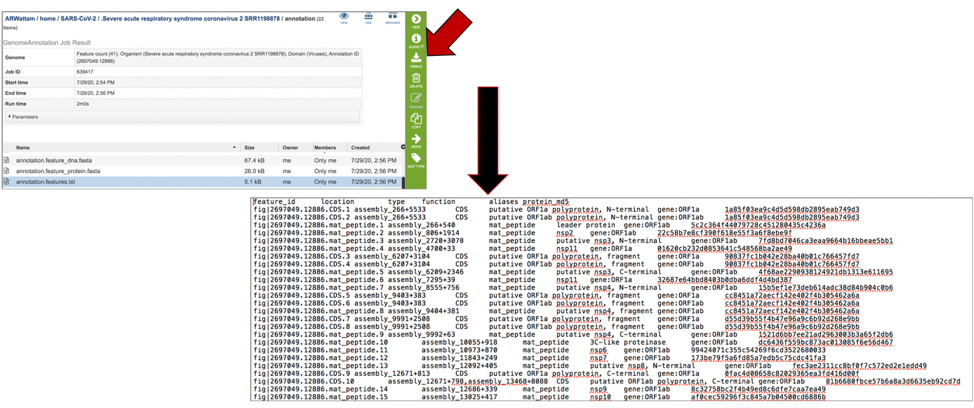 ARWattam / home / SARS-CoV-2 / .Severe acute respiratory syndrome coronavirus 2 SRR1198878 / annotation (22 items)
VIEW
BROWSER
HIDE
GUIDE
DWNLD
DELETE
RENAME
COPY
MOVE
EDIT TYPE
GenomeAnnotation Job Result
Genome Feature count (41), Organism (Severe acute respiratory syndrome coronavirus 2 SRR1198878), Domain (Viruses), Annotation ID (2697049.12886)
Job ID 639417
Start time 7/29/20, 2:54 PM
End time 7/29/20, 2:56 PM
Run time 2m0s
Parameters
Name Size Owner Members Created
annotation.feature_dna.fasta 67.4 kB me Only me 7/29/20, 2:56 PM
annotation.feature_protein.fasta 26.0 kB me Only me 7/29/20, 2:56 PM
annotation.features.txt 5.1 kB me Only me 7/29/20, 2:56 PM
feature_id location type function aliases protein_md5
fig|2697049.12886.CDS.1 assembly_266+5533 CDS putative ORF1a polyprotein, N-terminal gene:ORF1a 1a85f03ea9c4d5d598db2895eab749d3
fig|2697049.12886.CDS.2 assembly_266+5533 CDS putative ORF1ab polyprotein, N-terminal gene:ORF1ab 1a85f03ea9c4d5d598db2895eab749d3
fig|2697049.12886.mat_peptide.1 assembly_266+540 mat_peptide leader protein gene:ORF1ab 5c2c364f44079728c451280435c4236a
fig|2697049.12886.mat_peptide.2 assembly_806+1914 mat_peptide nsp2 gene:ORF1ab 22c58b7e8cf390f618e55f3a6f8ebe9f
fig|2697049.12886.mat_peptide.3 assembly_2720+3078 mat_peptide putative nsp3, N-terminal gene:ORF1ab 7fd8bd7046ca3eaa9664b16bbeae5bb1
fig|2697049.12886.mat_peptide.4 assembly_4700+33 mat_peptide nsp11 gene:ORF1ab 01620cb232d0853641c548568ba2ae49
fig|2697049.12886.CDS.3 assembly_6207+3104 CDS putative ORF1a polyprotein, fragment gene:ORF1a 90837fc1b042e28ba40b01c766457fd7
fig|2697049.12886.CDS.4 assembly_6207+3104 CDS putative ORF1ab polyprotein, fragment gene:ORF1ab 90837fc1b042e28ba40b01c766457fd7
fig|2697049.12886.mat_peptide.5 assembly_6209+2346 mat_peptide putative nsp3, C-terminal gene:ORF1ab 4f68ae2290938124921db1313e611695
fig|2697049.12886.mat_peptide.6 assembly_7295+39 mat_peptide nsp11 gene:ORF1a 32687e64bbd8403b0dba6ddf4d4bd387
fig|2697049.12886.mat_peptide.7 assembly_8555+756 mat_peptide putative nsp4, N-terminal gene:ORF1ab 15b5ef1e73deb614adc38d84b904c0b6
fig|2697049.12886.CDS.5 assembly_9403+383 CDS putative ORF1a polyprotein, fragment gene:ORF1a cc8451a72aecf142e402f4b305462a6a
fig|2697049.12886.CDS.6 assembly_9403+383 CDS putative ORF1ab polyprotein, fragment gene:ORF1ab cc8451a72aecf142e402f4b305462a6a
fig|2697049.12886.mat_peptide.8 assembly_9404+381 mat_peptide putative nsp4, fragment gene:ORF1ab cc8451a72aecf142e402f4b305462a6a
fig|2697049.12886.CDS.7 assembly_9991+2508 CDS putative ORF1a polyprotein, fragment gene:ORF1a d55d39b55f4b47e96a9c6b92d268e9bb
fig|2697049.12886.CDS.8 assembly_9991+2508 CDS putative ORF1ab polyprotein, fragment gene:ORF1ab d55d39b55f4b47e96a9c6b92d268e9bb
fig|2697049.12886.mat_peptide.9 assembly_9992+63 mat_peptide putative nsp4, C-terminal gene:ORF1ab 1521d6bb7ee21ad2963003b3a65f2db6
fig|2697049.12886.mat_peptide.10 assembly_10055+918 mat_peptide 3C-like proteinase gene:ORF1ab dc6436f559bc873ac013085f6e56d467
fig|2697049.12886.mat_peptide.11 assembly_10973+870 mat_peptide nsp6 gene:ORF1ab 99424071c355c54269f6cd3522680033
fig|2697049.12886.mat_peptide.12 assembly_11843+249 mat_peptide nsp7 gene:ORF1ab 173be79f5a6fd85a7edb5c75cdc41fa3
fig|2697049.12886.mat_peptide.13 assembly_12092+405 mat_peptide putative nsp8, N-terminal gene:ORF1ab fec3ae2311cc8bf0f7c572ed2e1edd49
fig|2697049.12886.CDS.9 assembly_12671+813 CDS putative ORF1a polyprotein, C-terminal gene:ORF1a 0fac4d08658c82029365ea3fd416d00f
fig|2697049.12886.CDS.10 assembly_12671+798,assembly_13468+8088 CDS putative ORF1ab polyprotein, C-terminal gene:ORF1ab 81b6680fbce57b6a8a3d6635eb92cd7d
fig|2697049.12886.mat_peptide.14 assembly_12686+339 mat_peptide nsp9 gene:ORF1ab 8c32758bc2f4b49ed8c6dfe7caa7ea49
fig|2697049.12886.mat_peptide.15 assembly_13025+417 mat_peptide nsp10 gene:ORF1ab af0cec59296f3c845a7b04500cd6886b